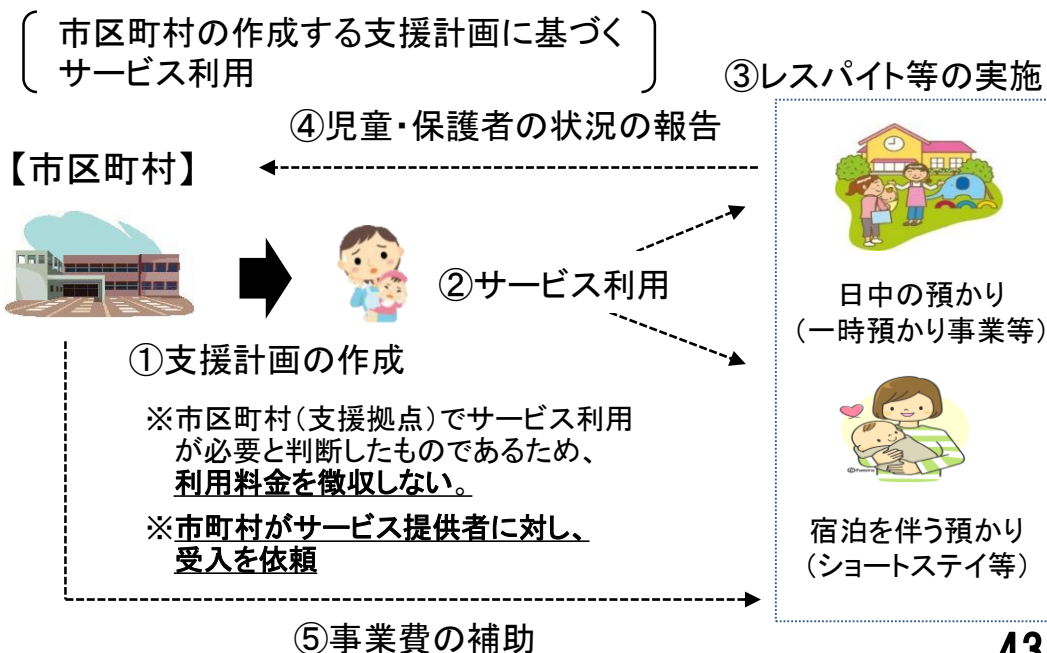 市区町村の作成する支援計画に基づく
サービス利用
③レスパイト等の実施
④児童・保護者の状況の報告
【市区町村】
②サービス利用
日中の預かり
（一時預かり事業等）
①支援計画の作成
※市区町村（支援拠点）でサービス利用
が必要と判断したものであるため、
利用料金を徴収しない。
※市町村がサービス提供者に対し、
受入を依頼
宿泊を伴う預かり
（ショートステイ等）
⑤事業費の補助
43